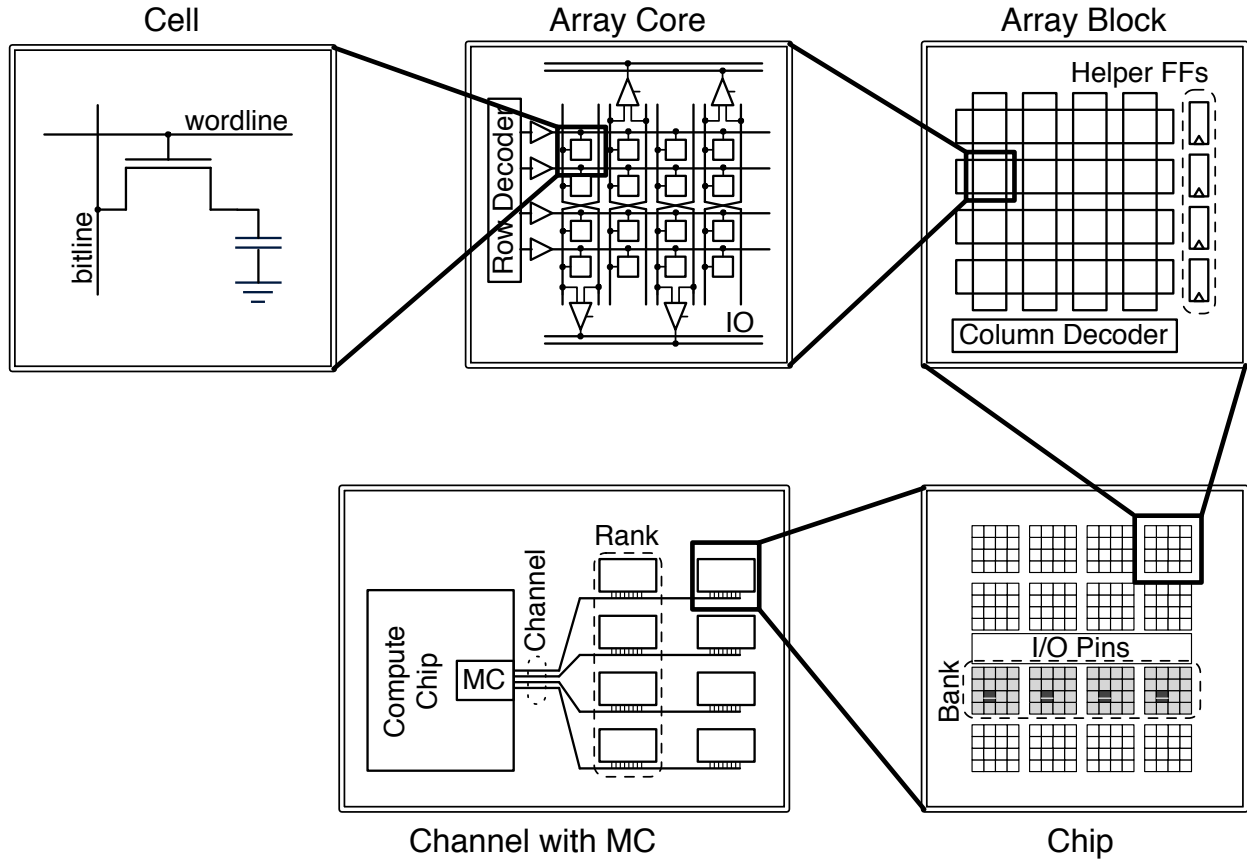 Cell
Array Core
Array Block
wordline
bitline
Row Decoder
IO
Helper FFs
Column Decoder
Rank
Channel
Compute
Chip
MC
I/O Pins
Bank
Channel with MC
Chip